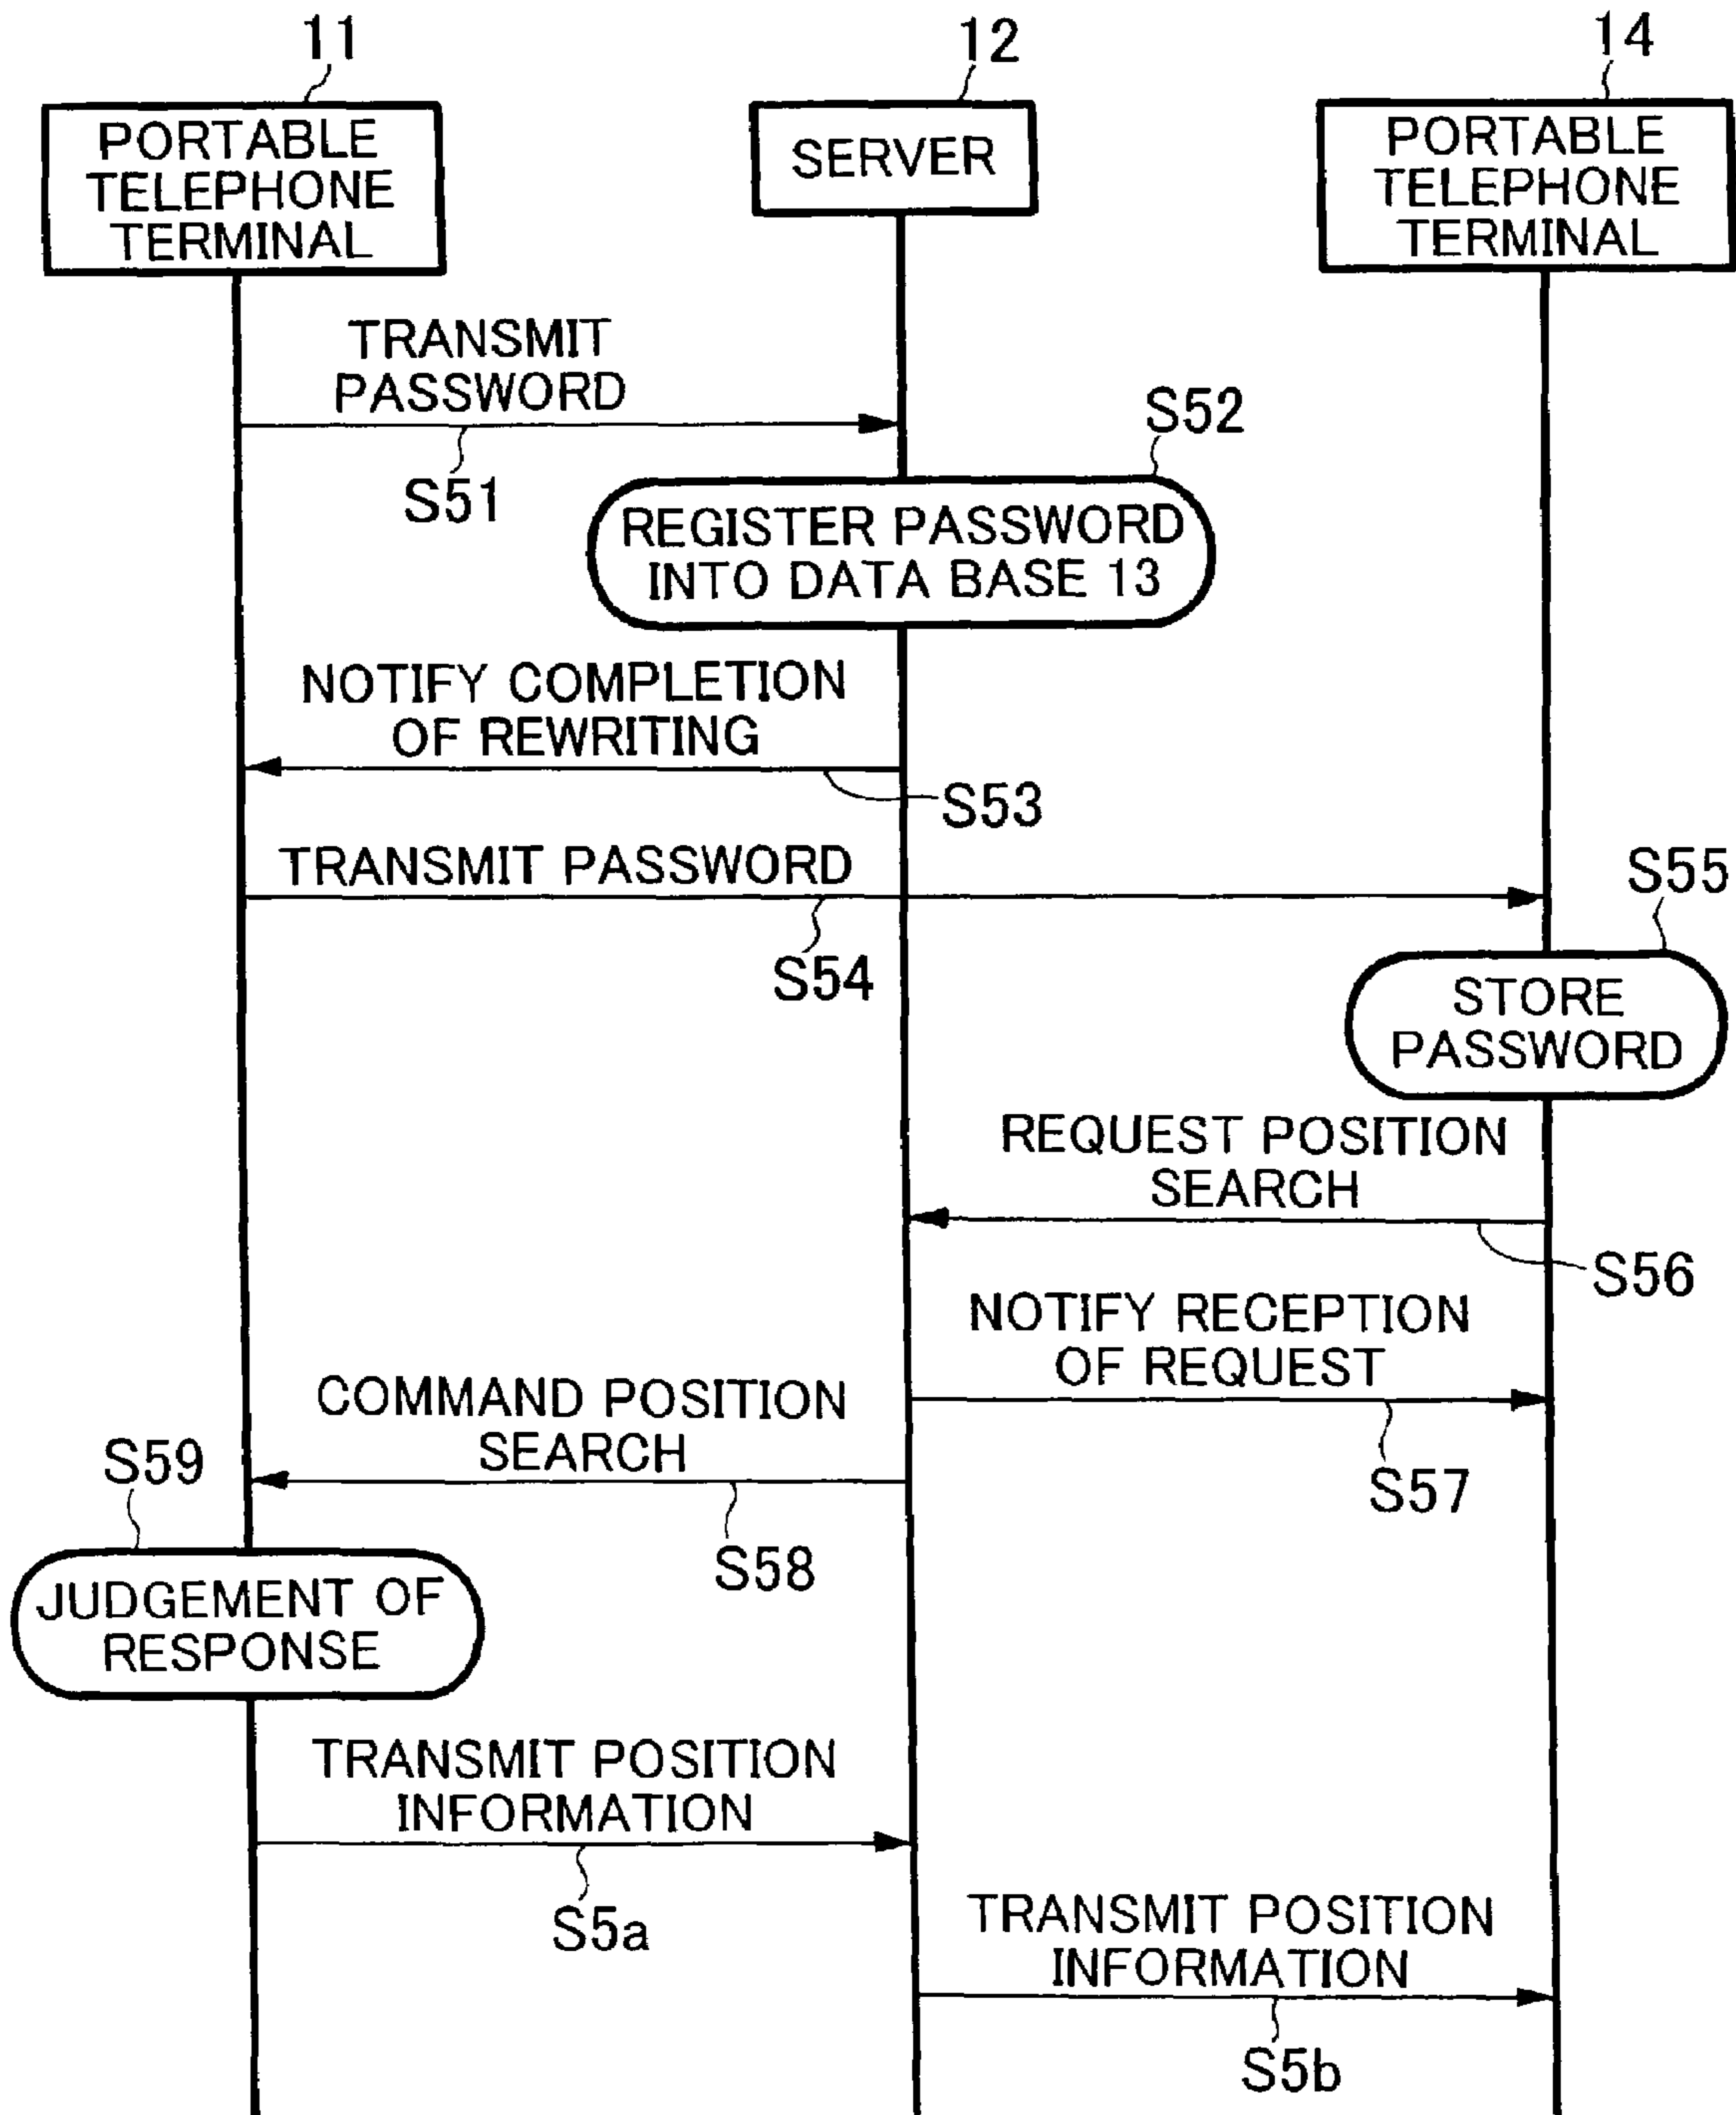 11
12
14
PORTABLE
TELEPHONE
TERMINAL
SERVER
PORTABLE
TELEPHONE
TERMINAL
TRANSMIT
PASSWORD
S51
S52
REGISTER PASSWORD
INTO DATA BASE 13
NOTIFY COMPLETION
OF REWRITING
S53
TRANSMIT PASSWORD
S54
S55
STORE
PASSWORD
REQUEST POSITION
SEARCH
S56
NOTIFY RECEPTION
OF REQUEST
S57
COMMAND POSITION
SEARCH
S58
S59
JUDGEMENT OF
RESPONSE
TRANSMIT POSITION
INFORMATION
S5a
TRANSMIT POSITION
INFORMATION
S5b